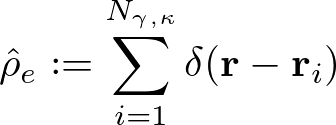 \hat{\rho}_e := \sum_{i=1}^{N_{\gamma,\kappa}} \delta(\mathbf{r} - \mathbf{r}_i)